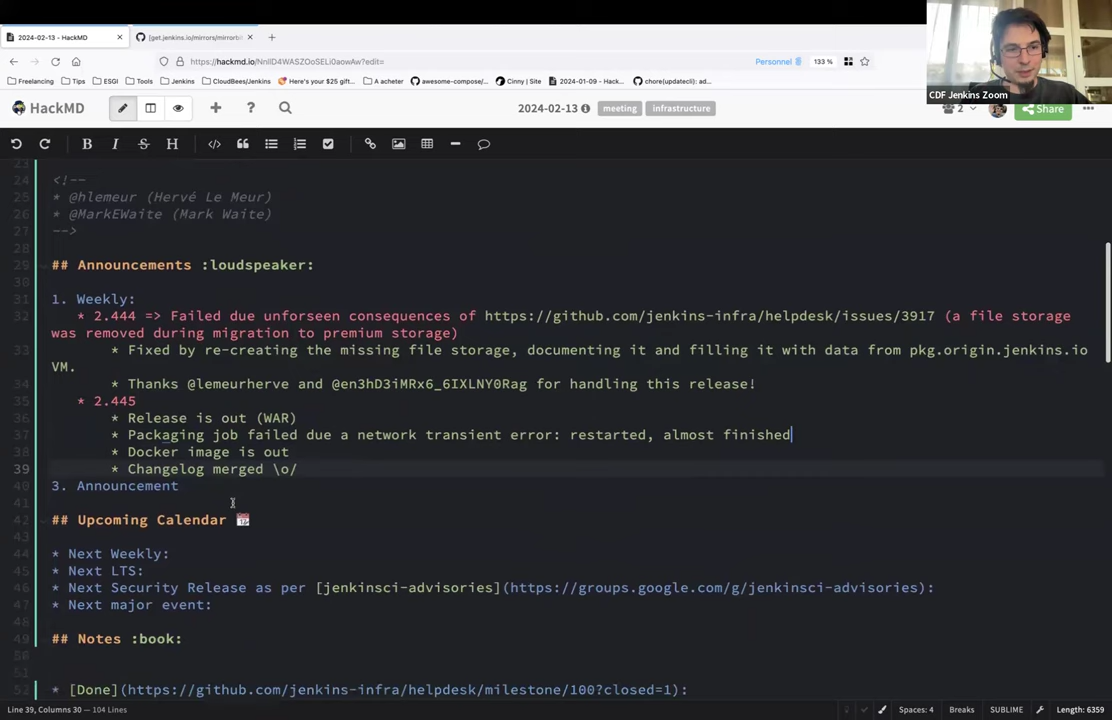 2024-02-13 - HackMD
[get.jenkins.io/mirrors/mirrorbi
https://hackmd.io/NnIlD4WASZOoSELi0aowAw?edit=
Personnel
133 %
Freelancing
Tips
ESGI
Tools
Jenkins
CloudBees/Jenkins
Here's your $25 gift...
A acheter
awesome-compose/...
Cinny | Site
2024-01-09 - Hack...
chore(updatecli): ad...
CDF Jenkins Zoom
HackMD
2024-02-13
meeting
infrastructure
2
Share
23
24 <!--
25 * @hlemeur (Hervé Le Meur)
26 * @MarkEWaite (Mark Waite)
27 -->
28
29 ## Announcements :loudspeaker:
30
31 1. Weekly:
32 * 2.444 => Failed due unforseen consequences of https://github.com/jenkins-infra/helpdesk/issues/3917 (a file storage
was removed during migration to premium storage)
33 * Fixed by re-creating the missing file storage, documenting it and filling it with data from pkg.origin.jenkins.io
VM.
34 * Thanks @lemeurherve and @en3hD3iMRx6_6IXLNY0Rag for handling this release!
35 * 2.445
36 * Release is out (WAR)
37 * Packaging job failed due a network transient error: restarted, almost finished
38 * Docker image is out
39 * Changelog merged \o/
40 3. Announcement
41
42 ## Upcoming Calendar 📆
43
44 * Next Weekly:
45 * Next LTS:
46 * Next Security Release as per [jenkinsci-advisories](https://groups.google.com/g/jenkinsci-advisories):
47 * Next major event:
48
49 ## Notes :book:
50
51
52 * [Done](https://github.com/jenkins-infra/helpdesk/milestone/100?closed=1):
Line 39, Columns 30 — 104 Lines
Spaces: 4
Breaks
SUBLIME
Length: 6359